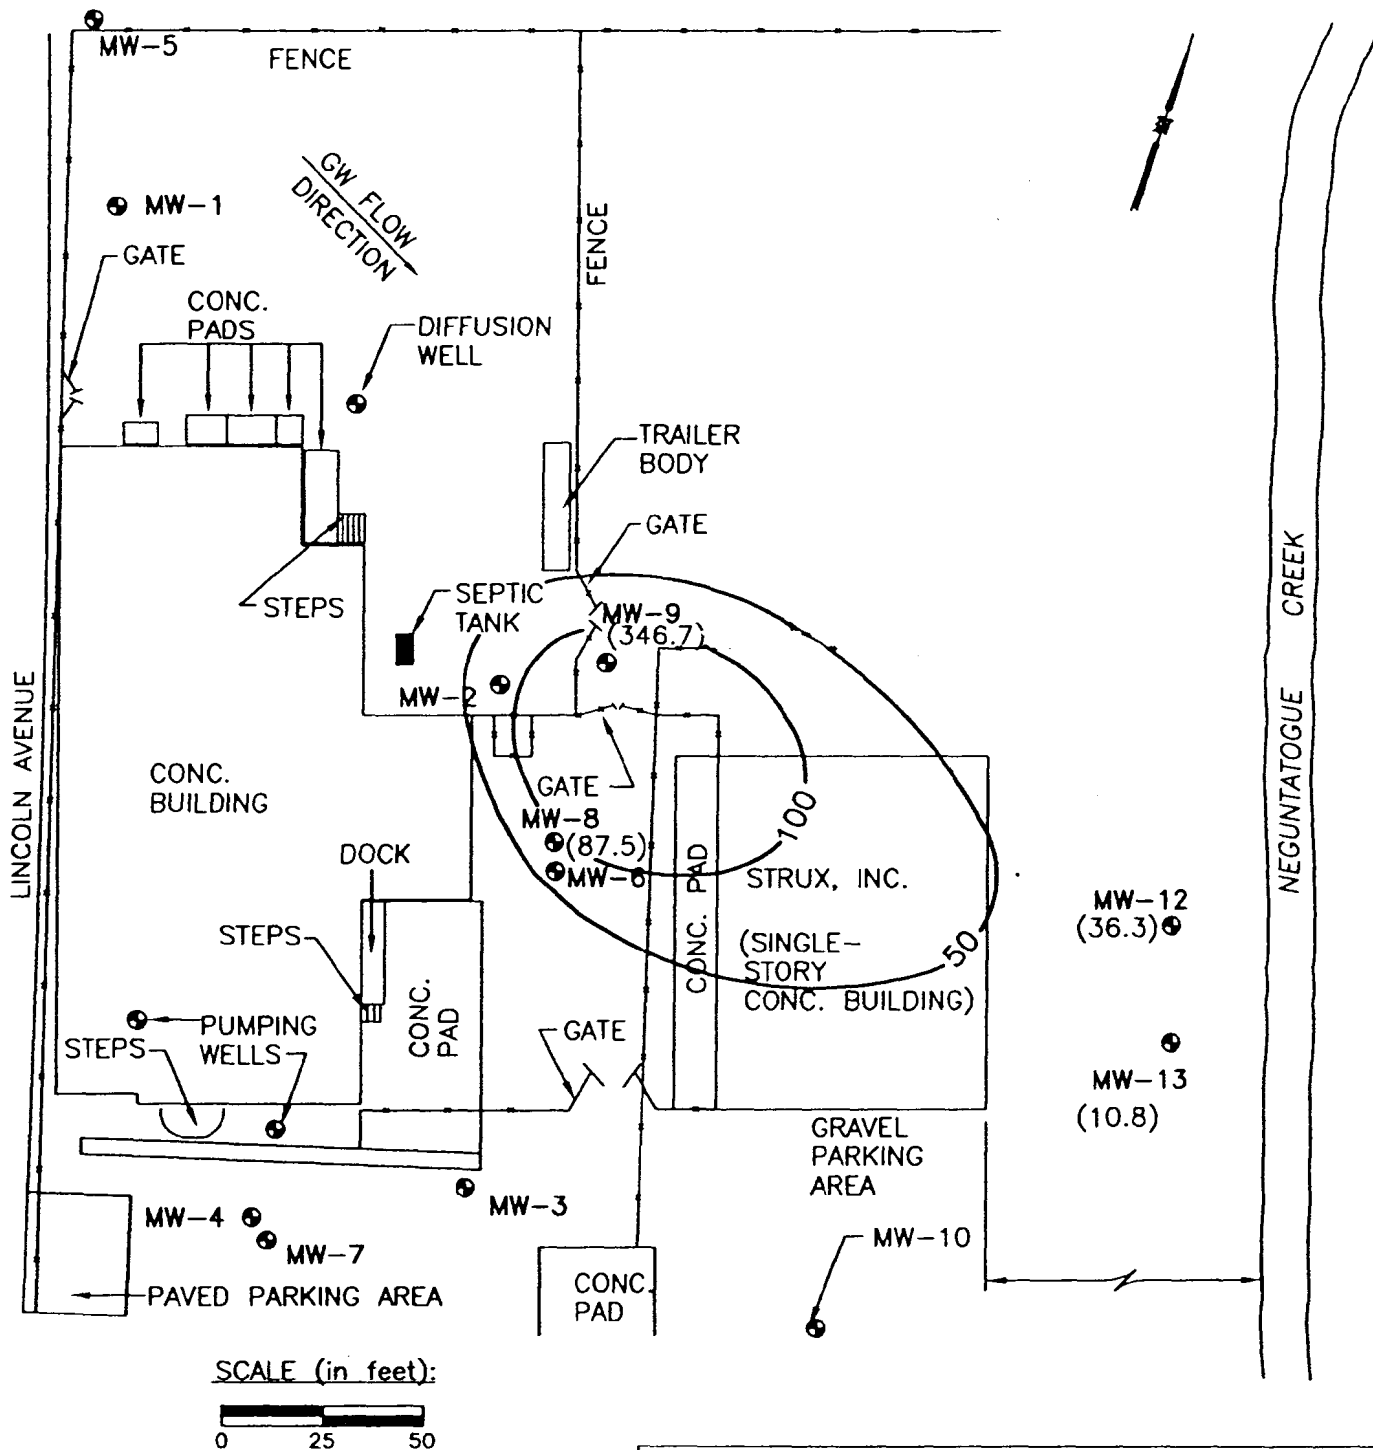 MW-5
FENCE
GW FLOW
DIRECTION
MW-1
GATE
FENCE
CONC.
PADS
DIFFUSION
WELL
TRAILER
BODY
GATE
STEPS
SEPTIC
TANK
MW-9
(346.7)
MW-2
LINCOLN AVENUE
NEGUNTATOGUE CREEK
CONC.
BUILDING
GATE
MW-8
(87.5)
MW-6
100
DOCK
CONC. PAD
STRUX, INC.
(SINGLE-
STORY
CONC. BUILDING)
50
MW-12
(36.3)
STEPS
CONC.
PAD
PUMPING
WELLS
STEPS
GATE
MW-13
(10.8)
GRAVEL
PARKING
AREA
MW-3
MW-4
MW-7
MW-10
PAVED PARKING AREA
CONC.
PAD
SCALE (in feet):
0 25 50